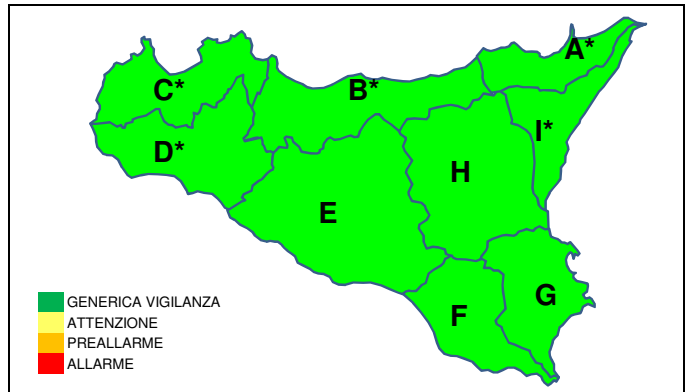 A*
C*
B*
I*
D*
H
E
G
F
GENERICA VIGILANZA
ATTENZIONE
PREALLARME
ALLARME